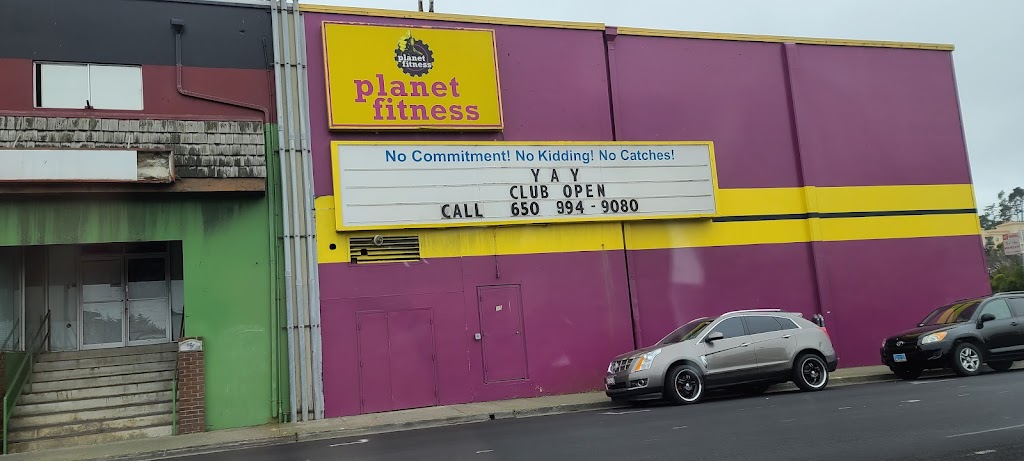 planet
fitness
planet
fitness
No Commitment! No Kidding! No Catches!
YAY
CLUB OPEN
CALL 650 994-9080